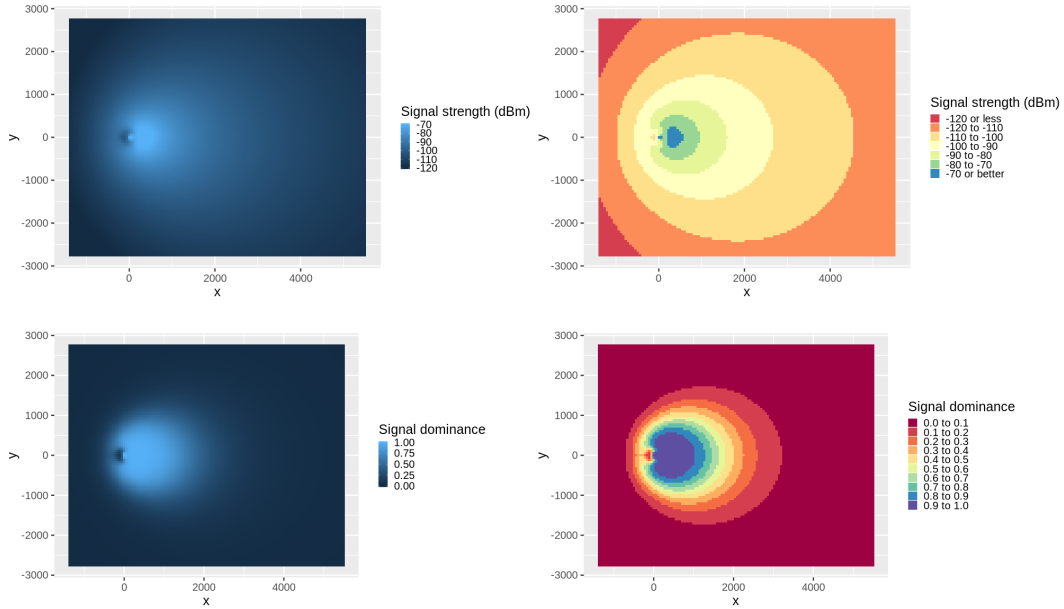 3000
2000
1000
0
-1000
-2000
-3000
y
0 2000 4000
x
Signal strength (dBm)
-70
-80
-90
-100
-110
-120
3000
2000
1000
0
-1000
-2000
-3000
y
0 2000 4000
x
Signal strength (dBm)
-120 or less
-120 to -110
-110 to -100
-100 to -90
-90 to -80
-80 to -70
-70 or better
3000
2000
1000
0
-1000
-2000
-3000
y
0 2000 4000
x
Signal dominance
1.00
0.75
0.50
0.25
0.00
3000
2000
1000
0
-1000
-2000
-3000
y
0 2000 4000
x
Signal dominance
0.0 to 0.1
0.1 to 0.2
0.2 to 0.3
0.3 to 0.4
0.4 to 0.5
0.5 to 0.6
0.6 to 0.7
0.7 to 0.8
0.8 to 0.9
0.9 to 1.0